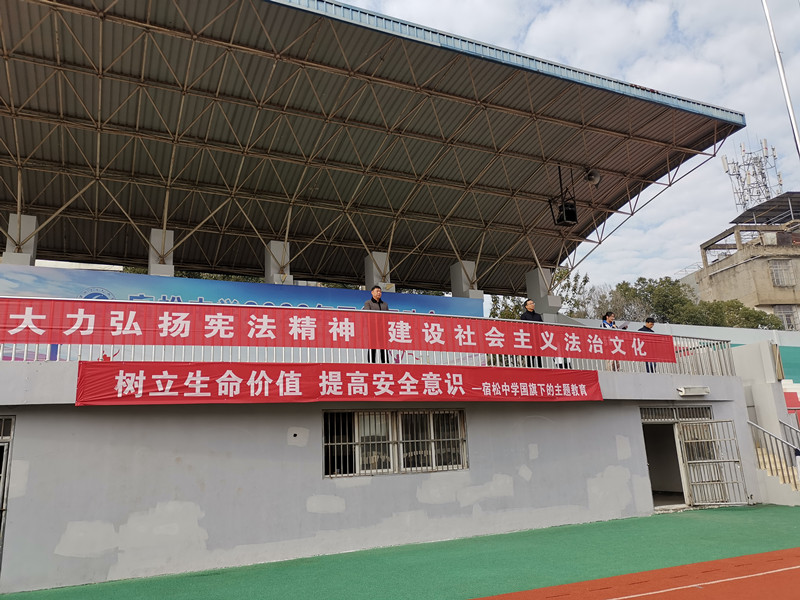 大力弘扬宪法精神 建设社会主义法治文化
树立生命价值 提高安全意识 —宿松中学国旗下的主题教育